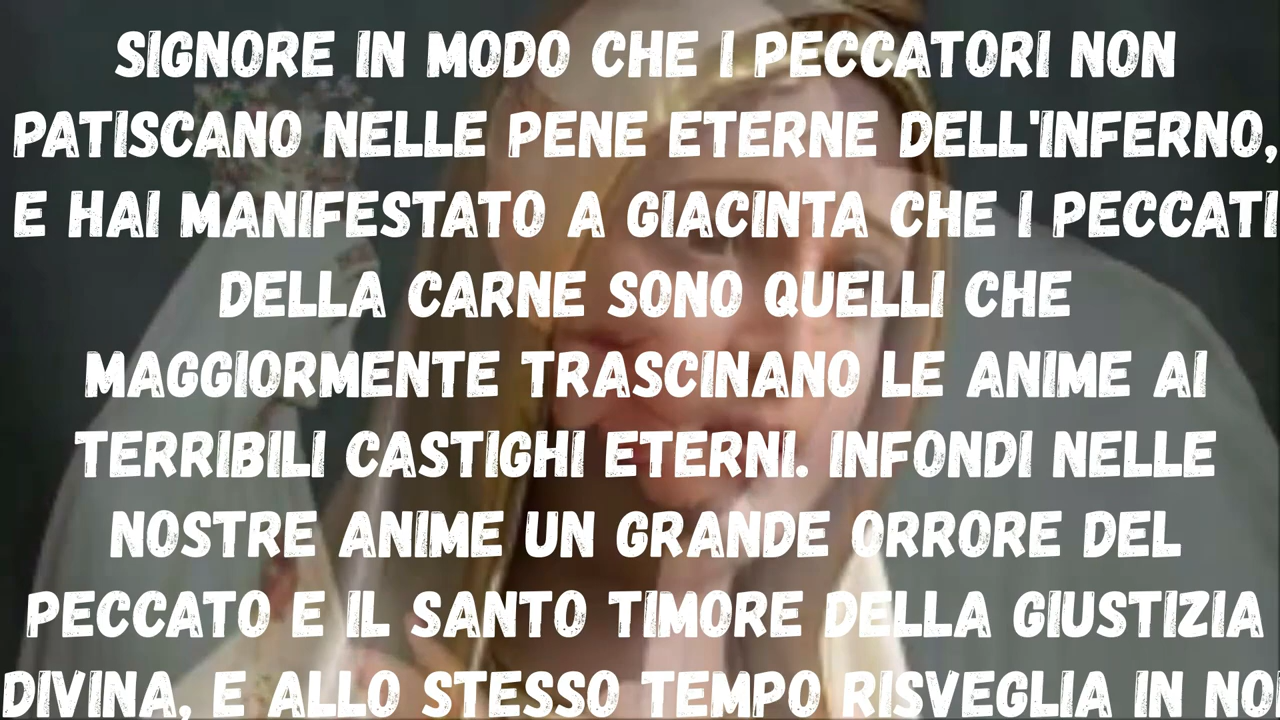 SIGNORE IN MODO CHE I PECCATORI NON
PATISCANO NELLE PENE ETERNE DELL'INFERNO,
E HAI MANIFESTATO A GIACINTA CHE I PECCATI
DELLA CARNE SONO QUELLI CHE
MAGGIORMENTE TRASCINANO LE ANIME AI
TERRIBILI CASTIGHI ETERNI. INFONDI NELLE
NOSTRE ANIME UN GRANDE ORRORE DEL
PECCATO E IL SANTO TIMORE DELLA GIUSTIZIA
DIVINA, E ALLO STESSO TEMPO RISVEGLIA IN NOI